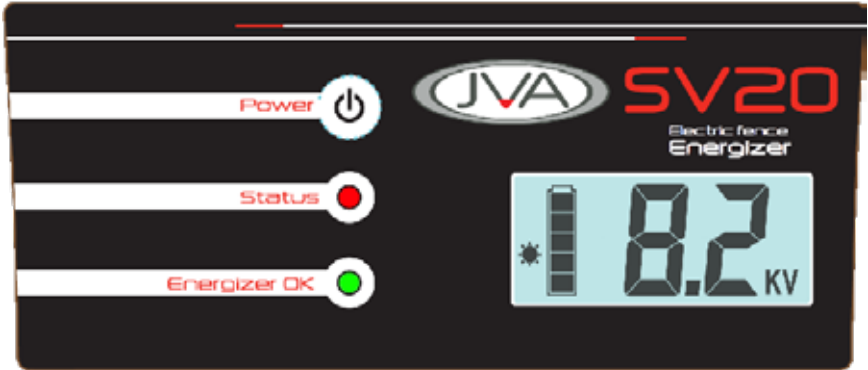 JVA SV20
Power
Electric fence
Energizer
Status
8.2 KV
Energizer OK